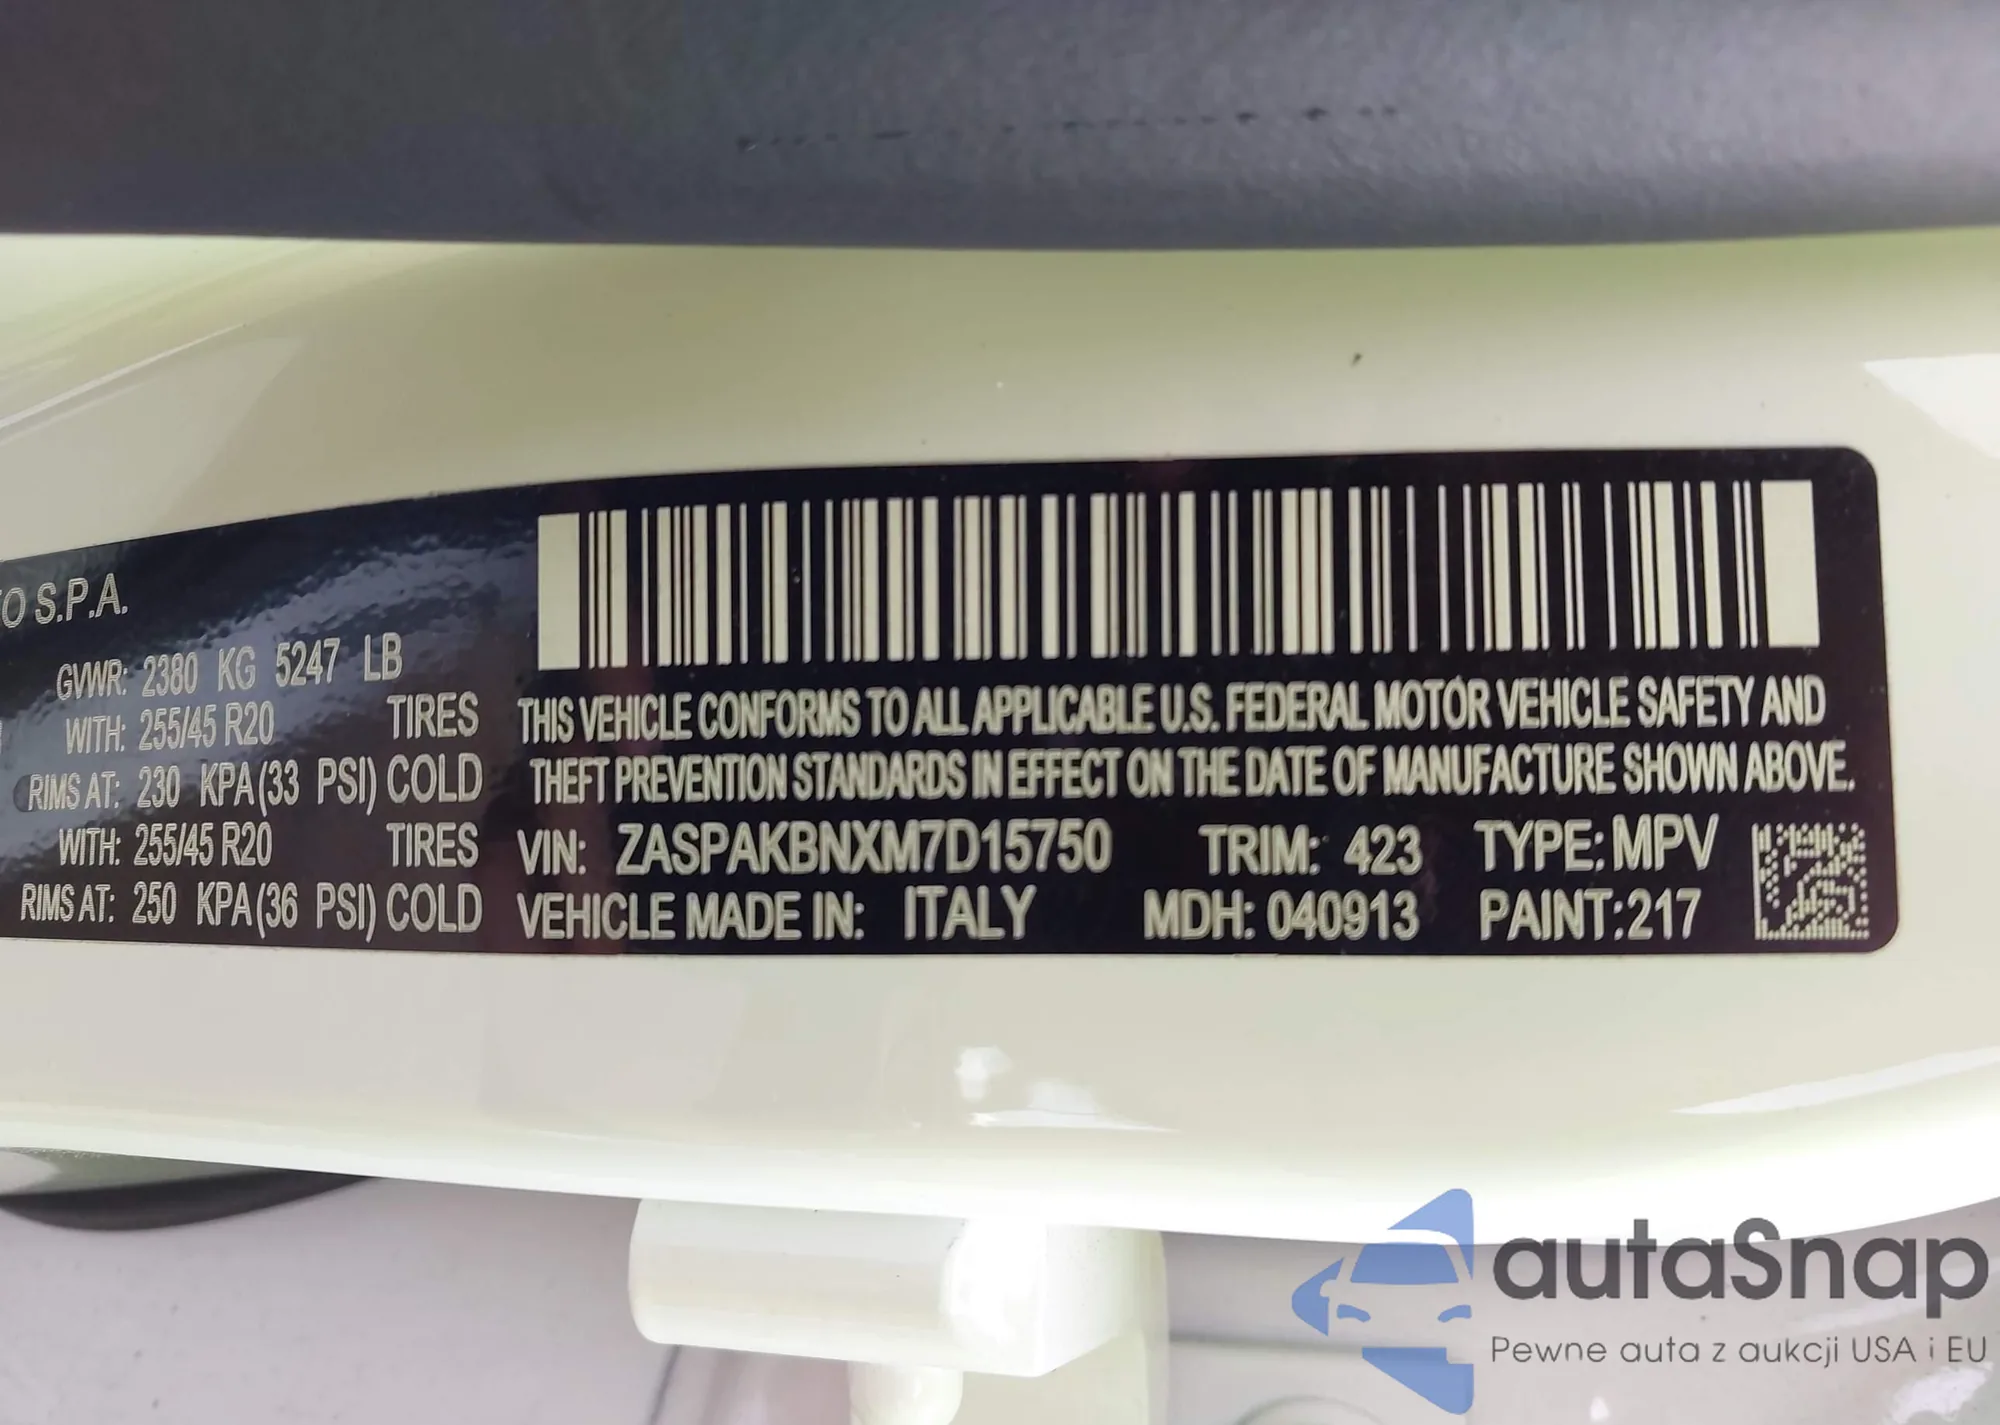 TO S.P.A.
GVWR: 2380 KG 5247 LB
WITH: 255/45 R20 TIRES
RIMS AT: 230 KPA (33 PSI) COLD
WITH: 255/45 R20 TIRES
RIMS AT: 250 KPA (36 PSI) COLD
THIS VEHICLE CONFORMS TO ALL APPLICABLE U.S. FEDERAL MOTOR VEHICLE SAFETY AND
THEFT PREVENTION STANDARDS IN EFFECT ON THE DATE OF MANUFACTURE SHOWN ABOVE.
VIN: ZASPAKBNXM7D15750 TRIM: 423 TYPE: MPV
VEHICLE MADE IN: ITALY MDH: 040913 PAINT: 217
autaSnap
Pewne auta z aukcji USA i EU